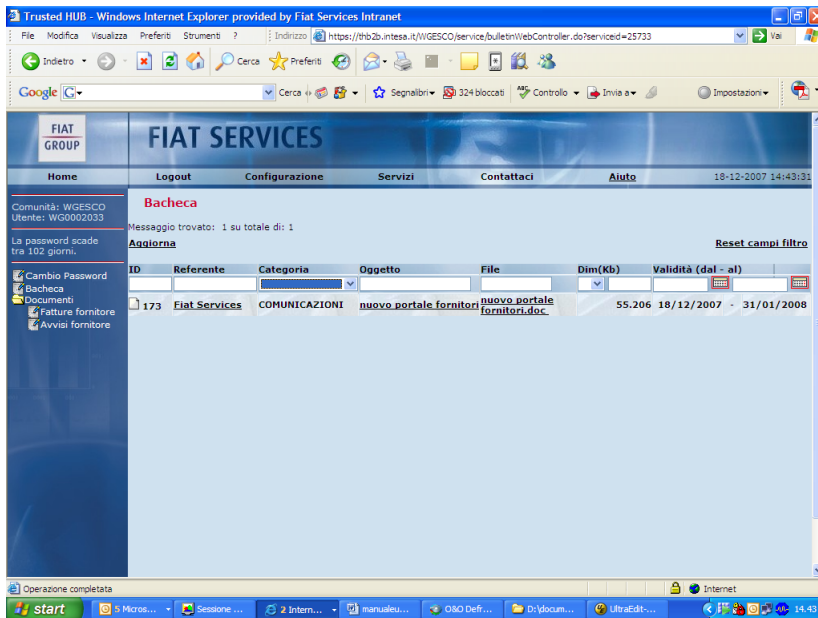 Trusted HUB - Windows Internet Explorer provided by Fiat Services Intranet
File Modifica Visualizza Preferiti Strumenti ? Indirizzo https://thb2b.intesa.it/WGESCO/service/bulletinWebController.do?serviceid=25733 Vai
Indietro Cerca Preferiti
Google G Cerca Segnalibri 324 bloccati Controllo Invia a Impostazioni
FIAT GROUP
FIAT SERVICES
Home Logout Configurazione Servizi Contattaci Aiuto 18-12-2007 14:43:31
Comunità: WGESCO
Utente: WG0002033
La password scade
tra 102 giorni.
Cambio Password
Bacheca
Documenti
Fatture fornitore
Avvisi fornitore
Bacheca
Messaggio trovato: 1 su totale di: 1
Aggiorna Reset campi filtro
ID Referente Categoria Oggetto File Dim(Kb) Validità (dal - al)
173 Fiat Services COMUNICAZIONI nuovo portale fornitori nuovo portale fornitori.doc 55.206 18/12/2007 - 31/01/2008
Operazione completata Internet
start 5 Micros... Sessione ... 2 Intern... manualeu... O&O Defr... D:\docum... UltraEdit-... 14.43